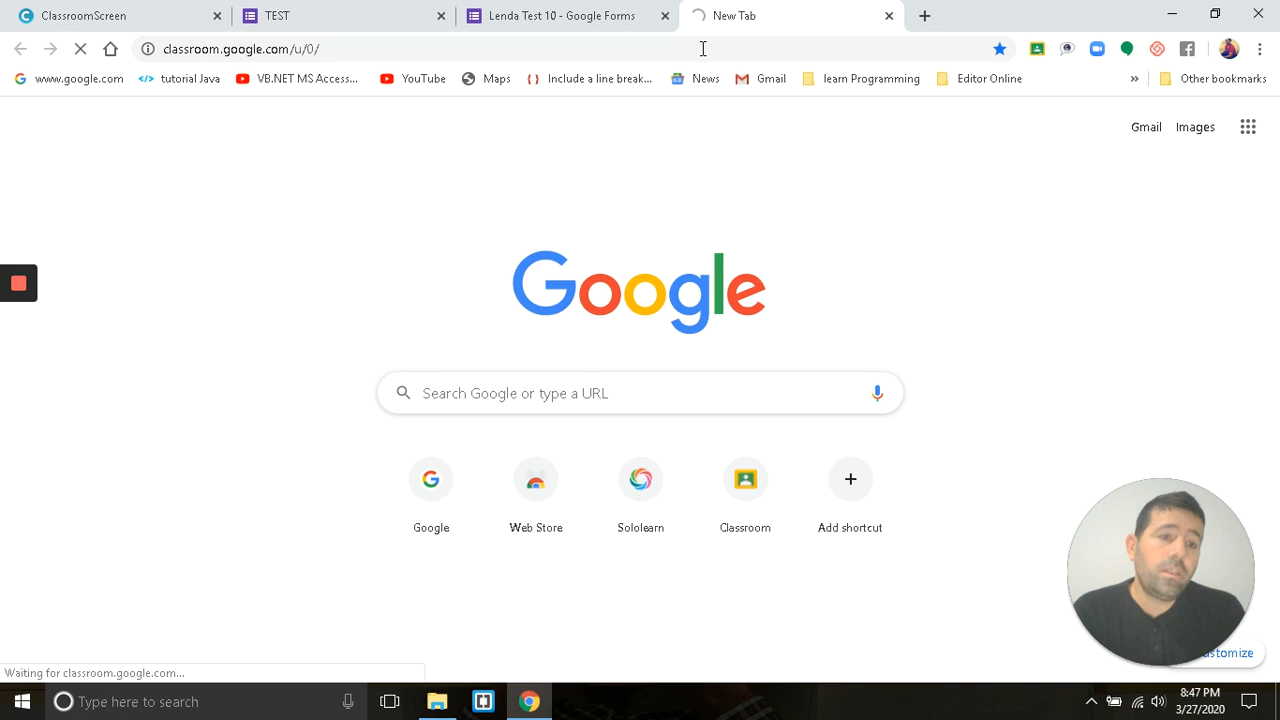 ClassroomScreen TEST Lenda Test 10 - Google Forms New Tab
classroom.google.com/u/0/
www.google.com tutorial Java VB.NET MS Access... YouTube Maps Include a line break... News Gmail learn Programming Editor Online » Other bookmarks
Gmail Images
Google
Search Google or type a URL
Google Web Store Sololearn Classroom Add shortcut
ustomize
Waiting for classroom.google.com...
Type here to search
8:47 PM
3/27/2020